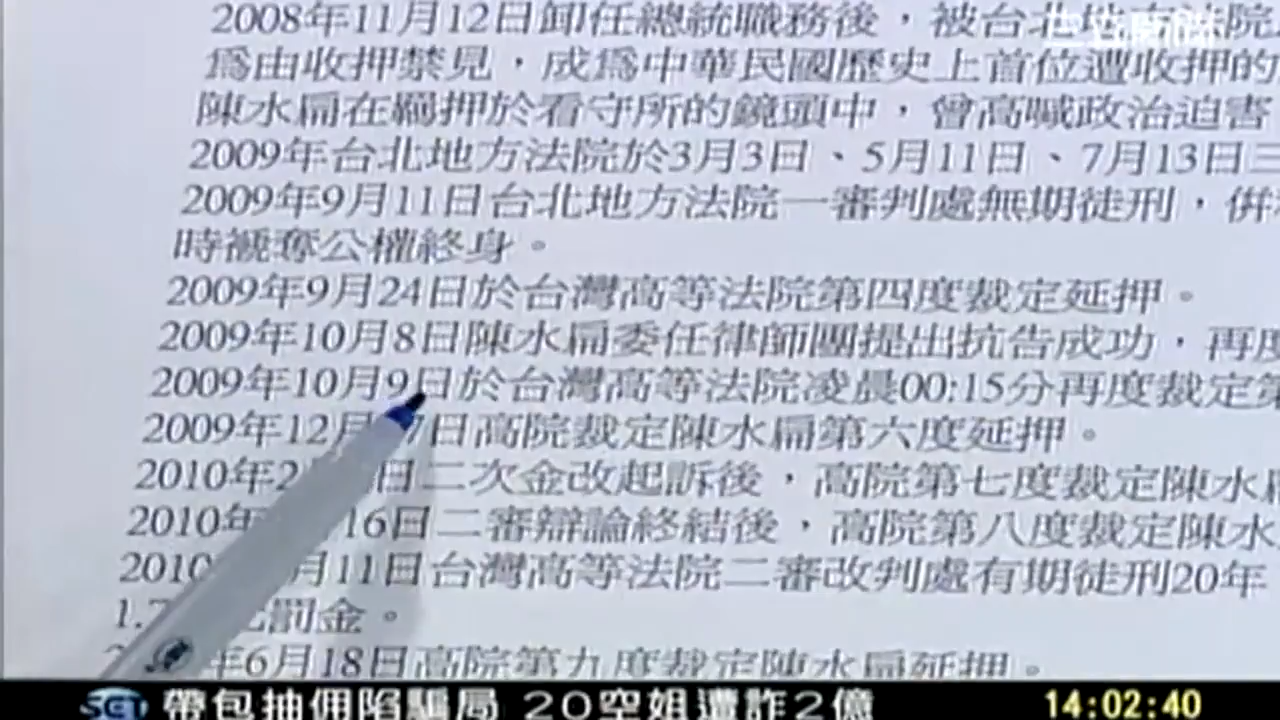 2008年11月12日卸任總統職務後，被台北地方法院
為由收押禁見，成為中華民國歷史上首位遭收押的
陳水扁在羈押於看守所的鏡頭中，曾高喊政治迫害
2009年台北地方法院於3月3日、5月11日、7月13日三
2009年9月11日台北地方法院一審判處無期徒刑，併
時褫奪公權終身。
2009年9月24日於台灣高等法院第四度裁定延押。
2009年10月8日陳水扁委任律師團提出抗告成功，再度
2009年10月9日於台灣高等法院凌晨00:15分再度裁定第
2009年12月 7日高院裁定陳水扁第六度延押。
2010年2 日二次金改起訴後，高院第七度裁定陳水扁
2010年 16日二審辯論終結後，高院第八度裁定陳水
2010 月11日台灣高等法院二審改判處有期徒刑20年
1.7 罰金。
年6月18日高院第九度裁定陳水扁延押。
三立新聞
SET 帶包抽佣陷騙局 20空姐遭詐2億 14:02:40